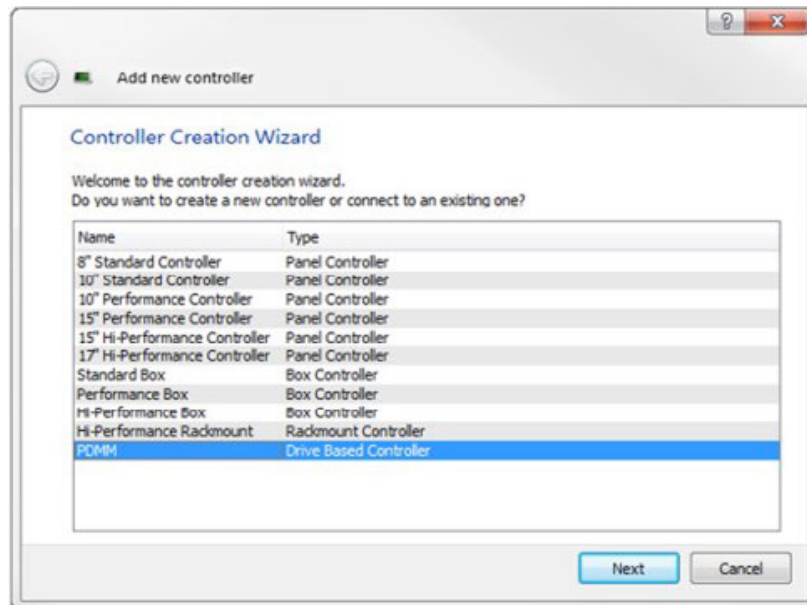 Add new controller
Controller Creation Wizard
Welcome to the controller creation wizard.
Do you want to create a new controller or connect to an existing one?
Name Type
8" Standard Controller Panel Controller
10" Standard Controller Panel Controller
10" Performance Controller Panel Controller
15" Performance Controller Panel Controller
15" Hi-Performance Controller Panel Controller
17" Hi-Performance Controller Panel Controller
Standard Box Box Controller
Performance Box Box Controller
Hi-Performance Box Box Controller
Hi-Performance Rackmount Rackmount Controller
PDMM Drive Based Controller
Next Cancel